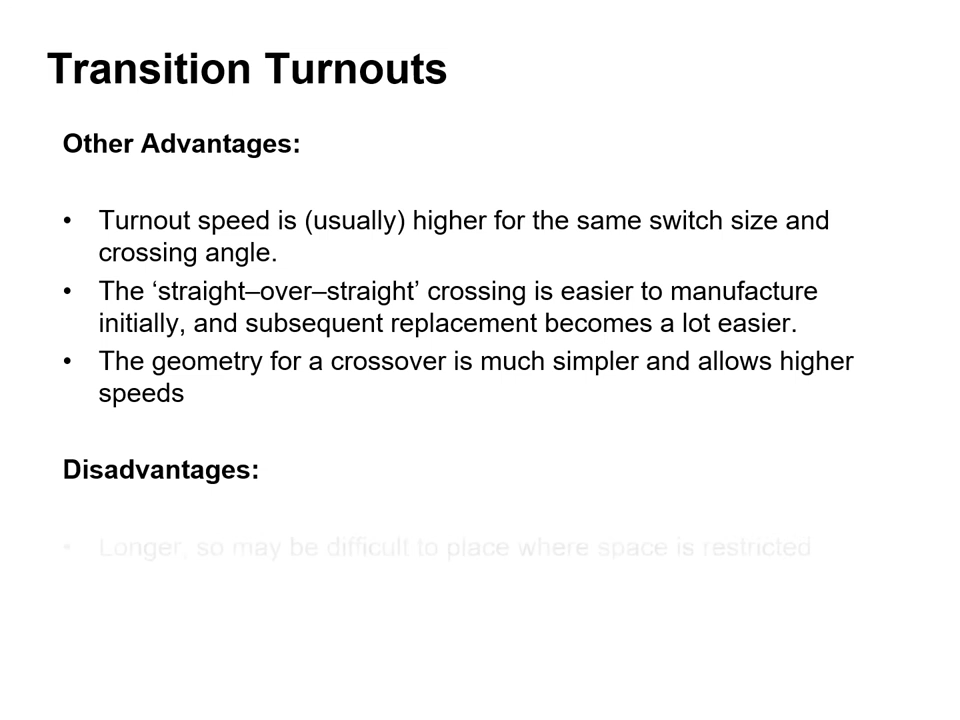 Transition Turnouts
Other Advantages:
• Turnout speed is (usually) higher for the same switch size and
crossing angle.
• The ‘straight–over–straight’ crossing is easier to manufacture
initially, and subsequent replacement becomes a lot easier.
• The geometry for a crossover is much simpler and allows higher
speeds
Disadvantages:
• Longer, so may be difficult to place where space is restricted